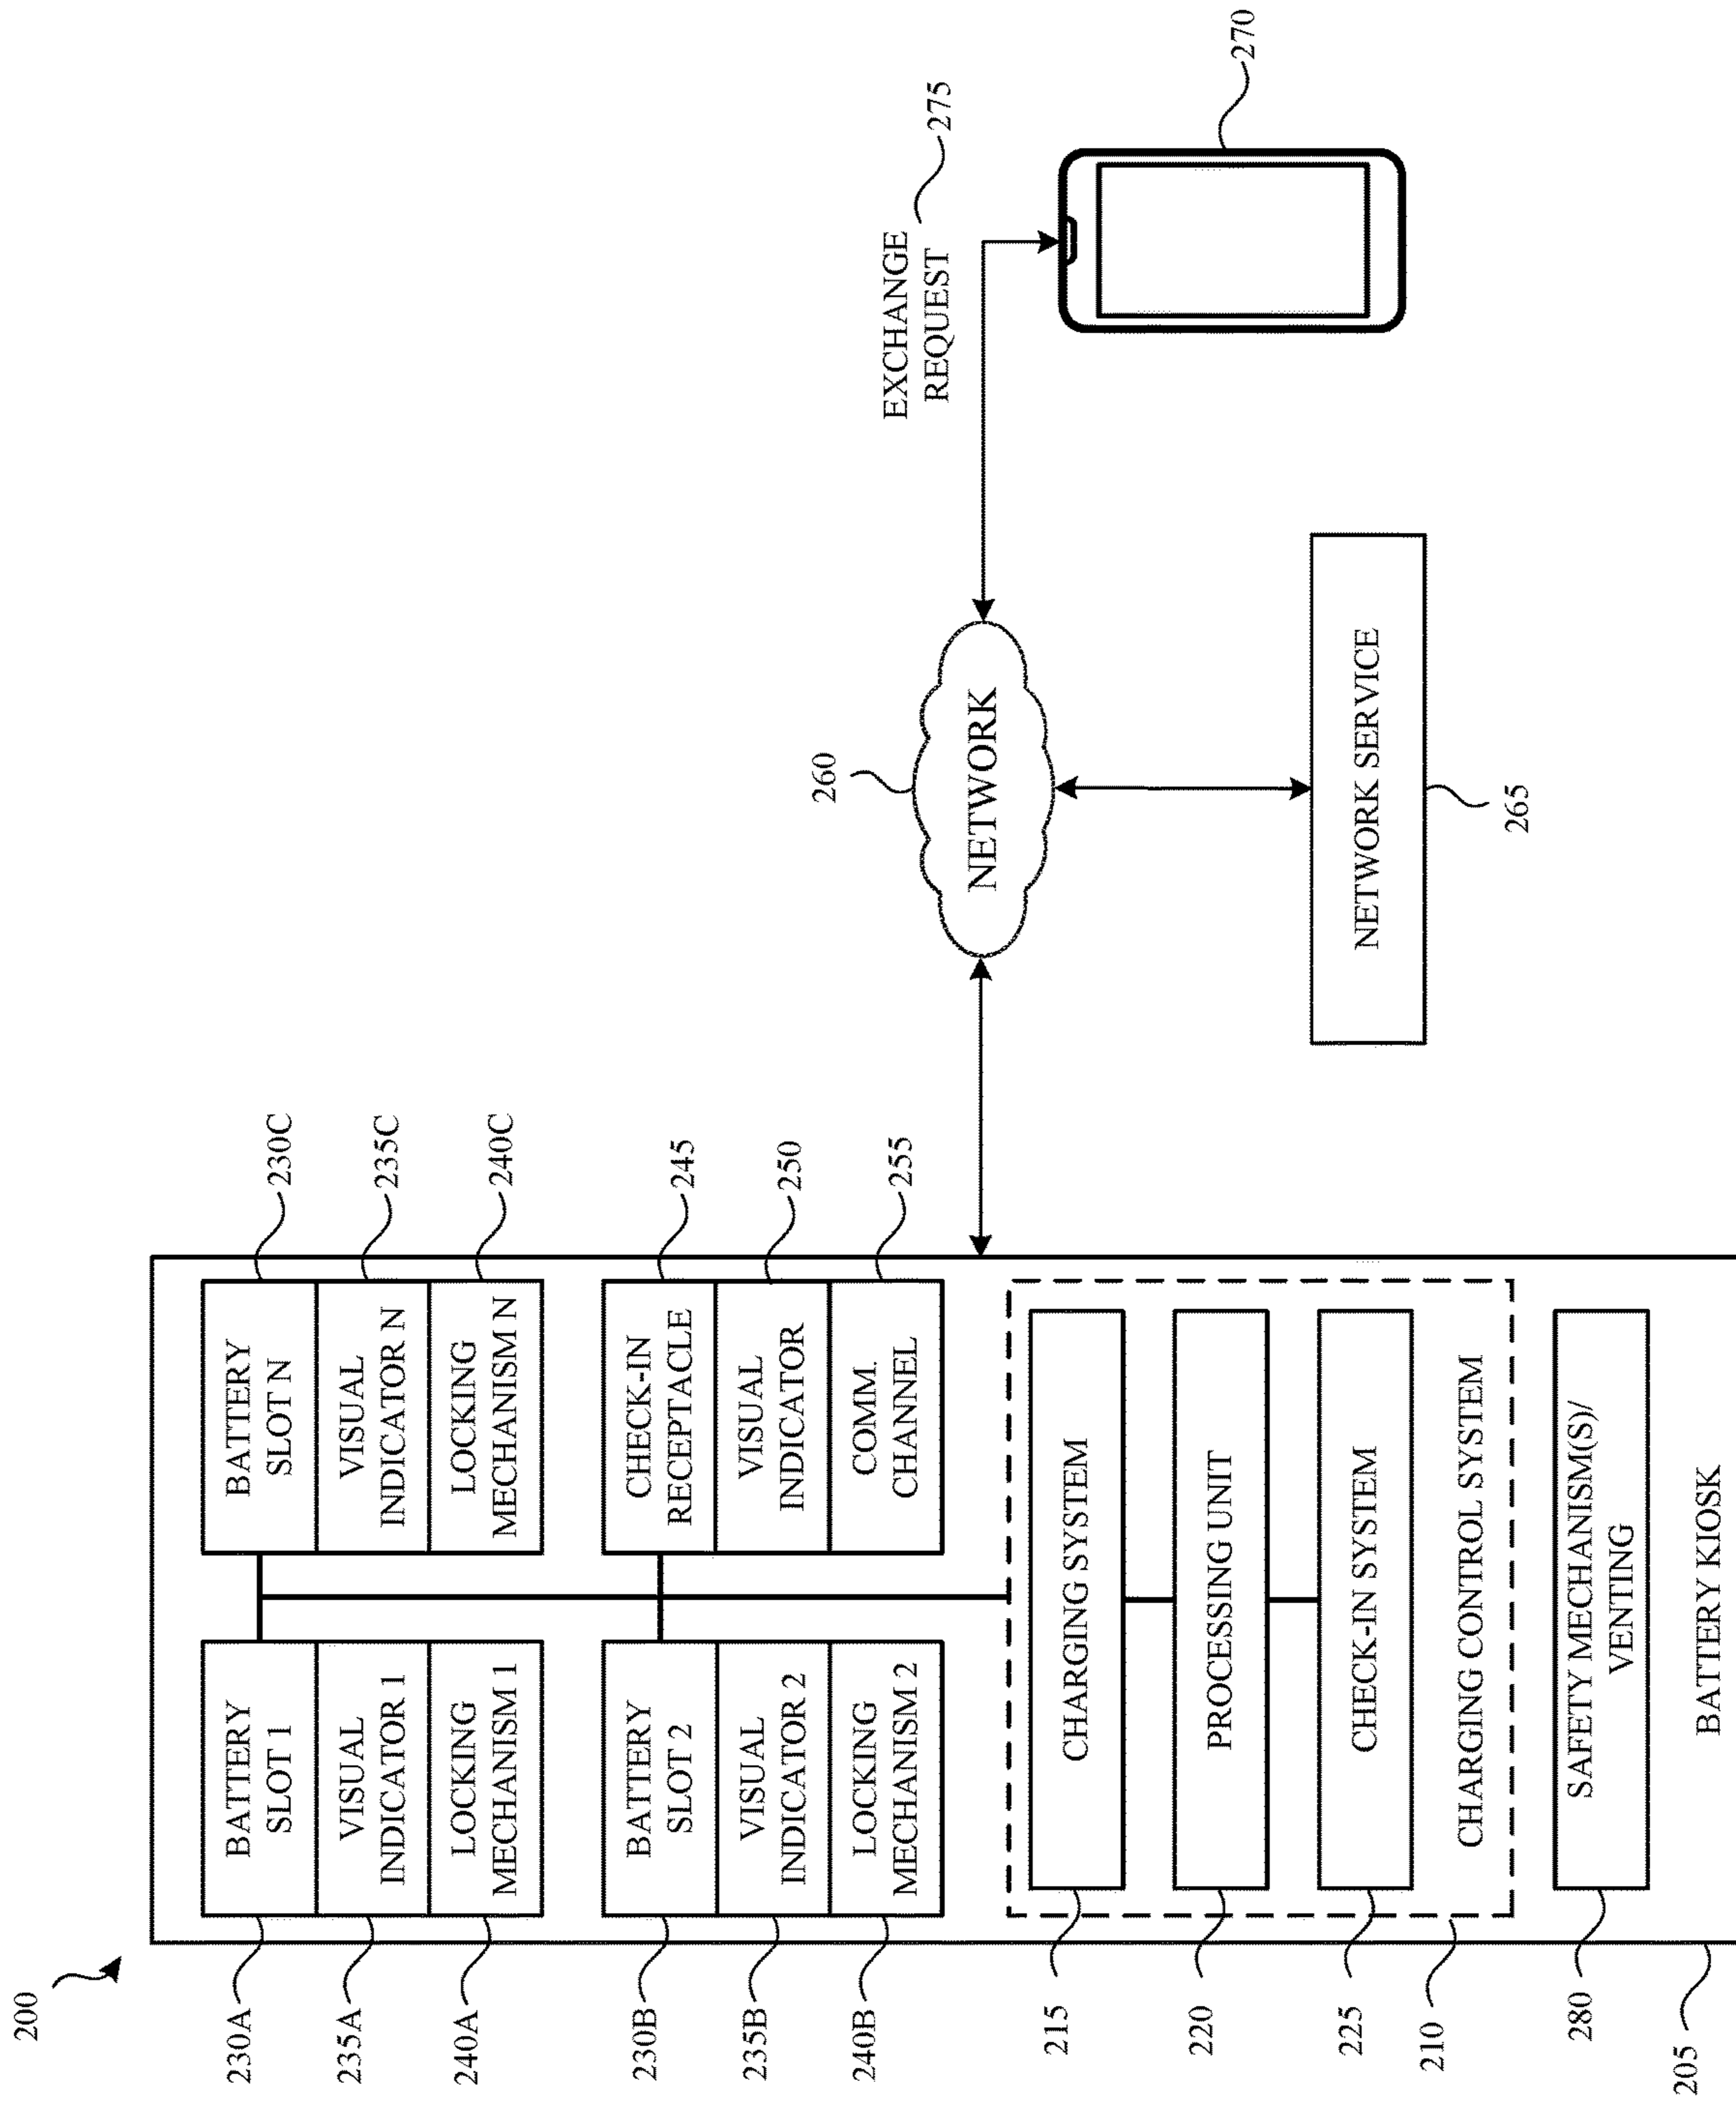 200
BATTERY
SLOT 1
VISUAL
INDICATOR 1
LOCKING
MECHANISM 1
230A
235A
240A
BATTERY
SLOT N
VISUAL
INDICATOR N
LOCKING
MECHANISM N
230C
235C
240C
BATTERY
SLOT 2
VISUAL
INDICATOR 2
LOCKING
MECHANISM 2
230B
235B
240B
CHECK-IN
RECEPTACLE
VISUAL
INDICATOR
COMM.
CHANNEL
245
250
255
CHARGING SYSTEM
215
PROCESSING UNIT
220
CHECK-IN SYSTEM
225
CHARGING CONTROL SYSTEM
210
SAFETY MECHANISM(S)/
VENTING
280
BATTERY KIOSK
205
260
NETWORK
NETWORK SERVICE
265
EXCHANGE
REQUEST
275
270